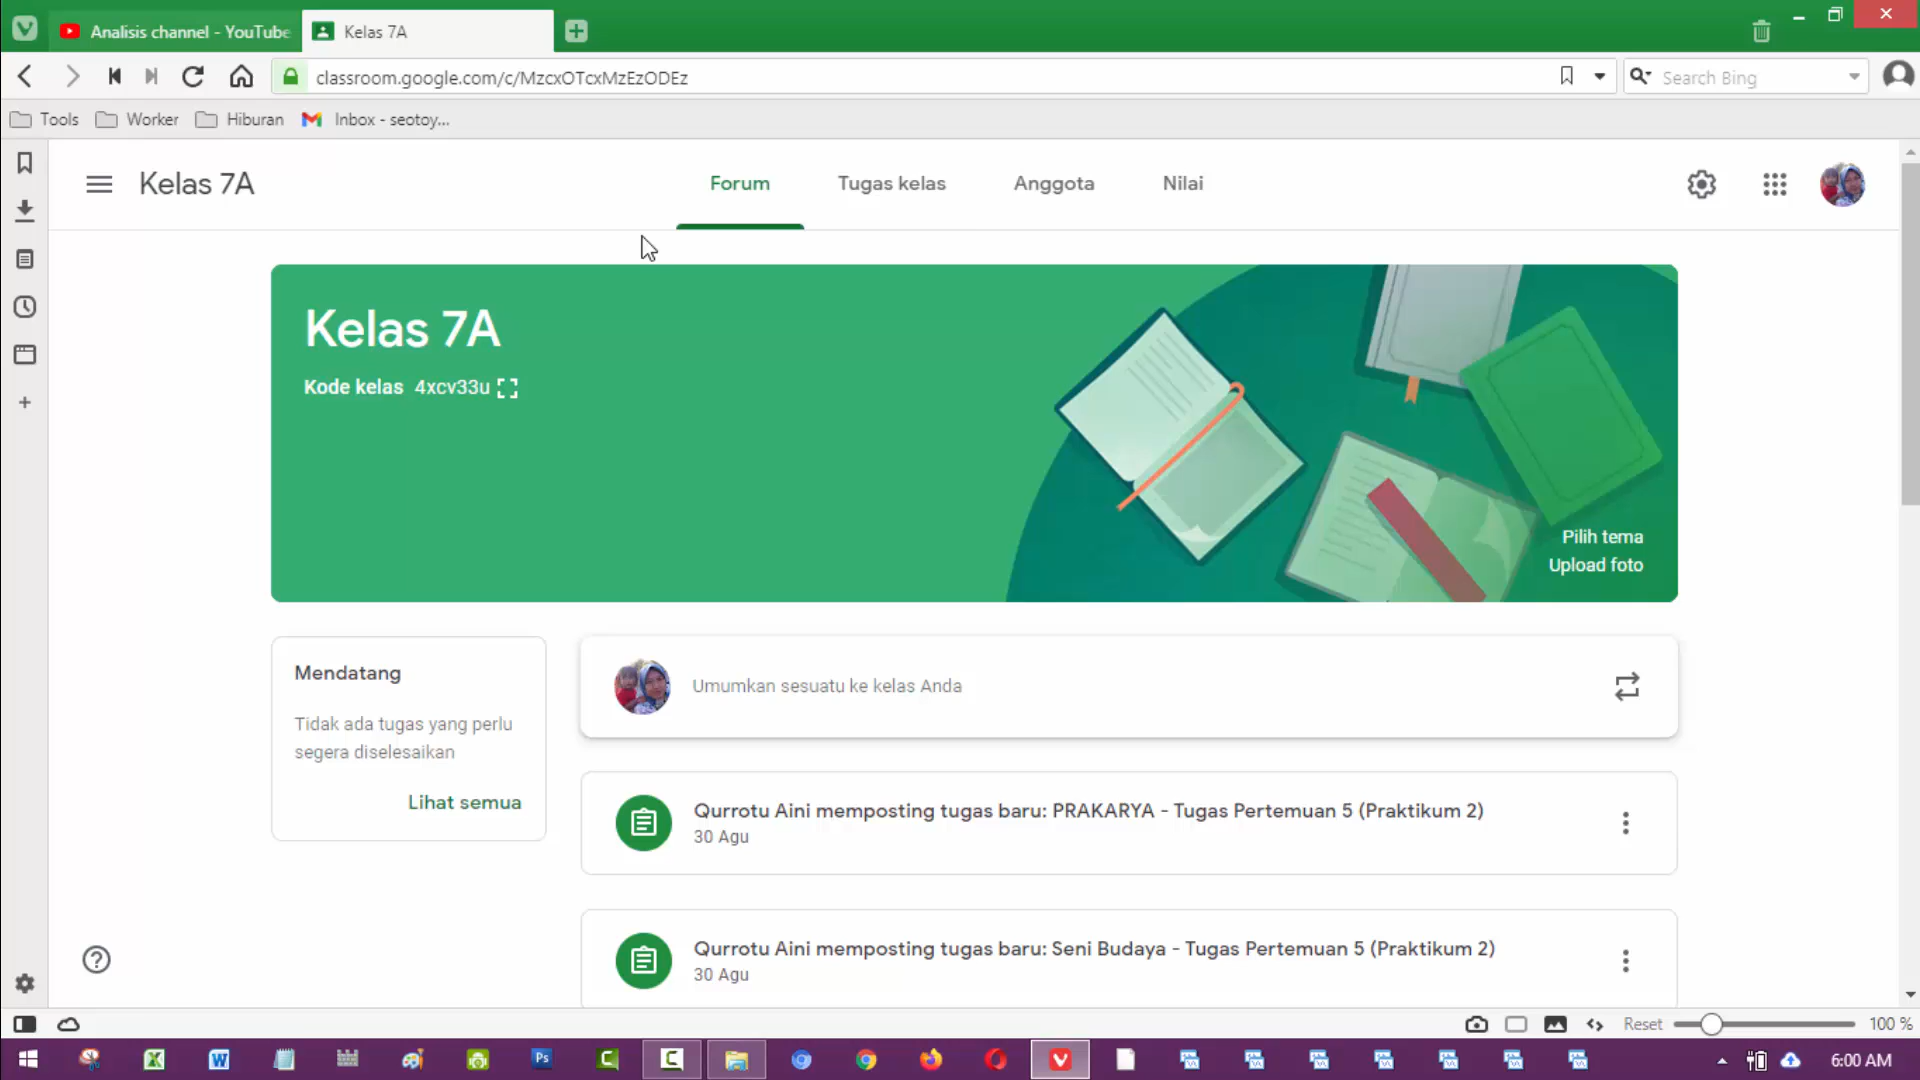 Analisis channel - YouTube
Kelas 7A
classroom.google.com/c/MzcxOTcxMzEzODEz
Search Bing
Tools
Worker
Hiburan
Inbox - seotoy...
Kelas 7A
Forum
Tugas kelas
Anggota
Nilai
Kelas 7A
Kode kelas 4xcv33u
Pilih tema
Upload foto
Mendatang
Tidak ada tugas yang perlu
segera diselesaikan
Lihat semua
Umumkan sesuatu ke kelas Anda
Qurrotu Aini memposting tugas baru: PRAKARYA - Tugas Pertemuan 5 (Praktikum 2)
30 Agu
Qurrotu Aini memposting tugas baru: Seni Budaya - Tugas Pertemuan 5 (Praktikum 2)
30 Agu
Reset
100 %
6:00 AM